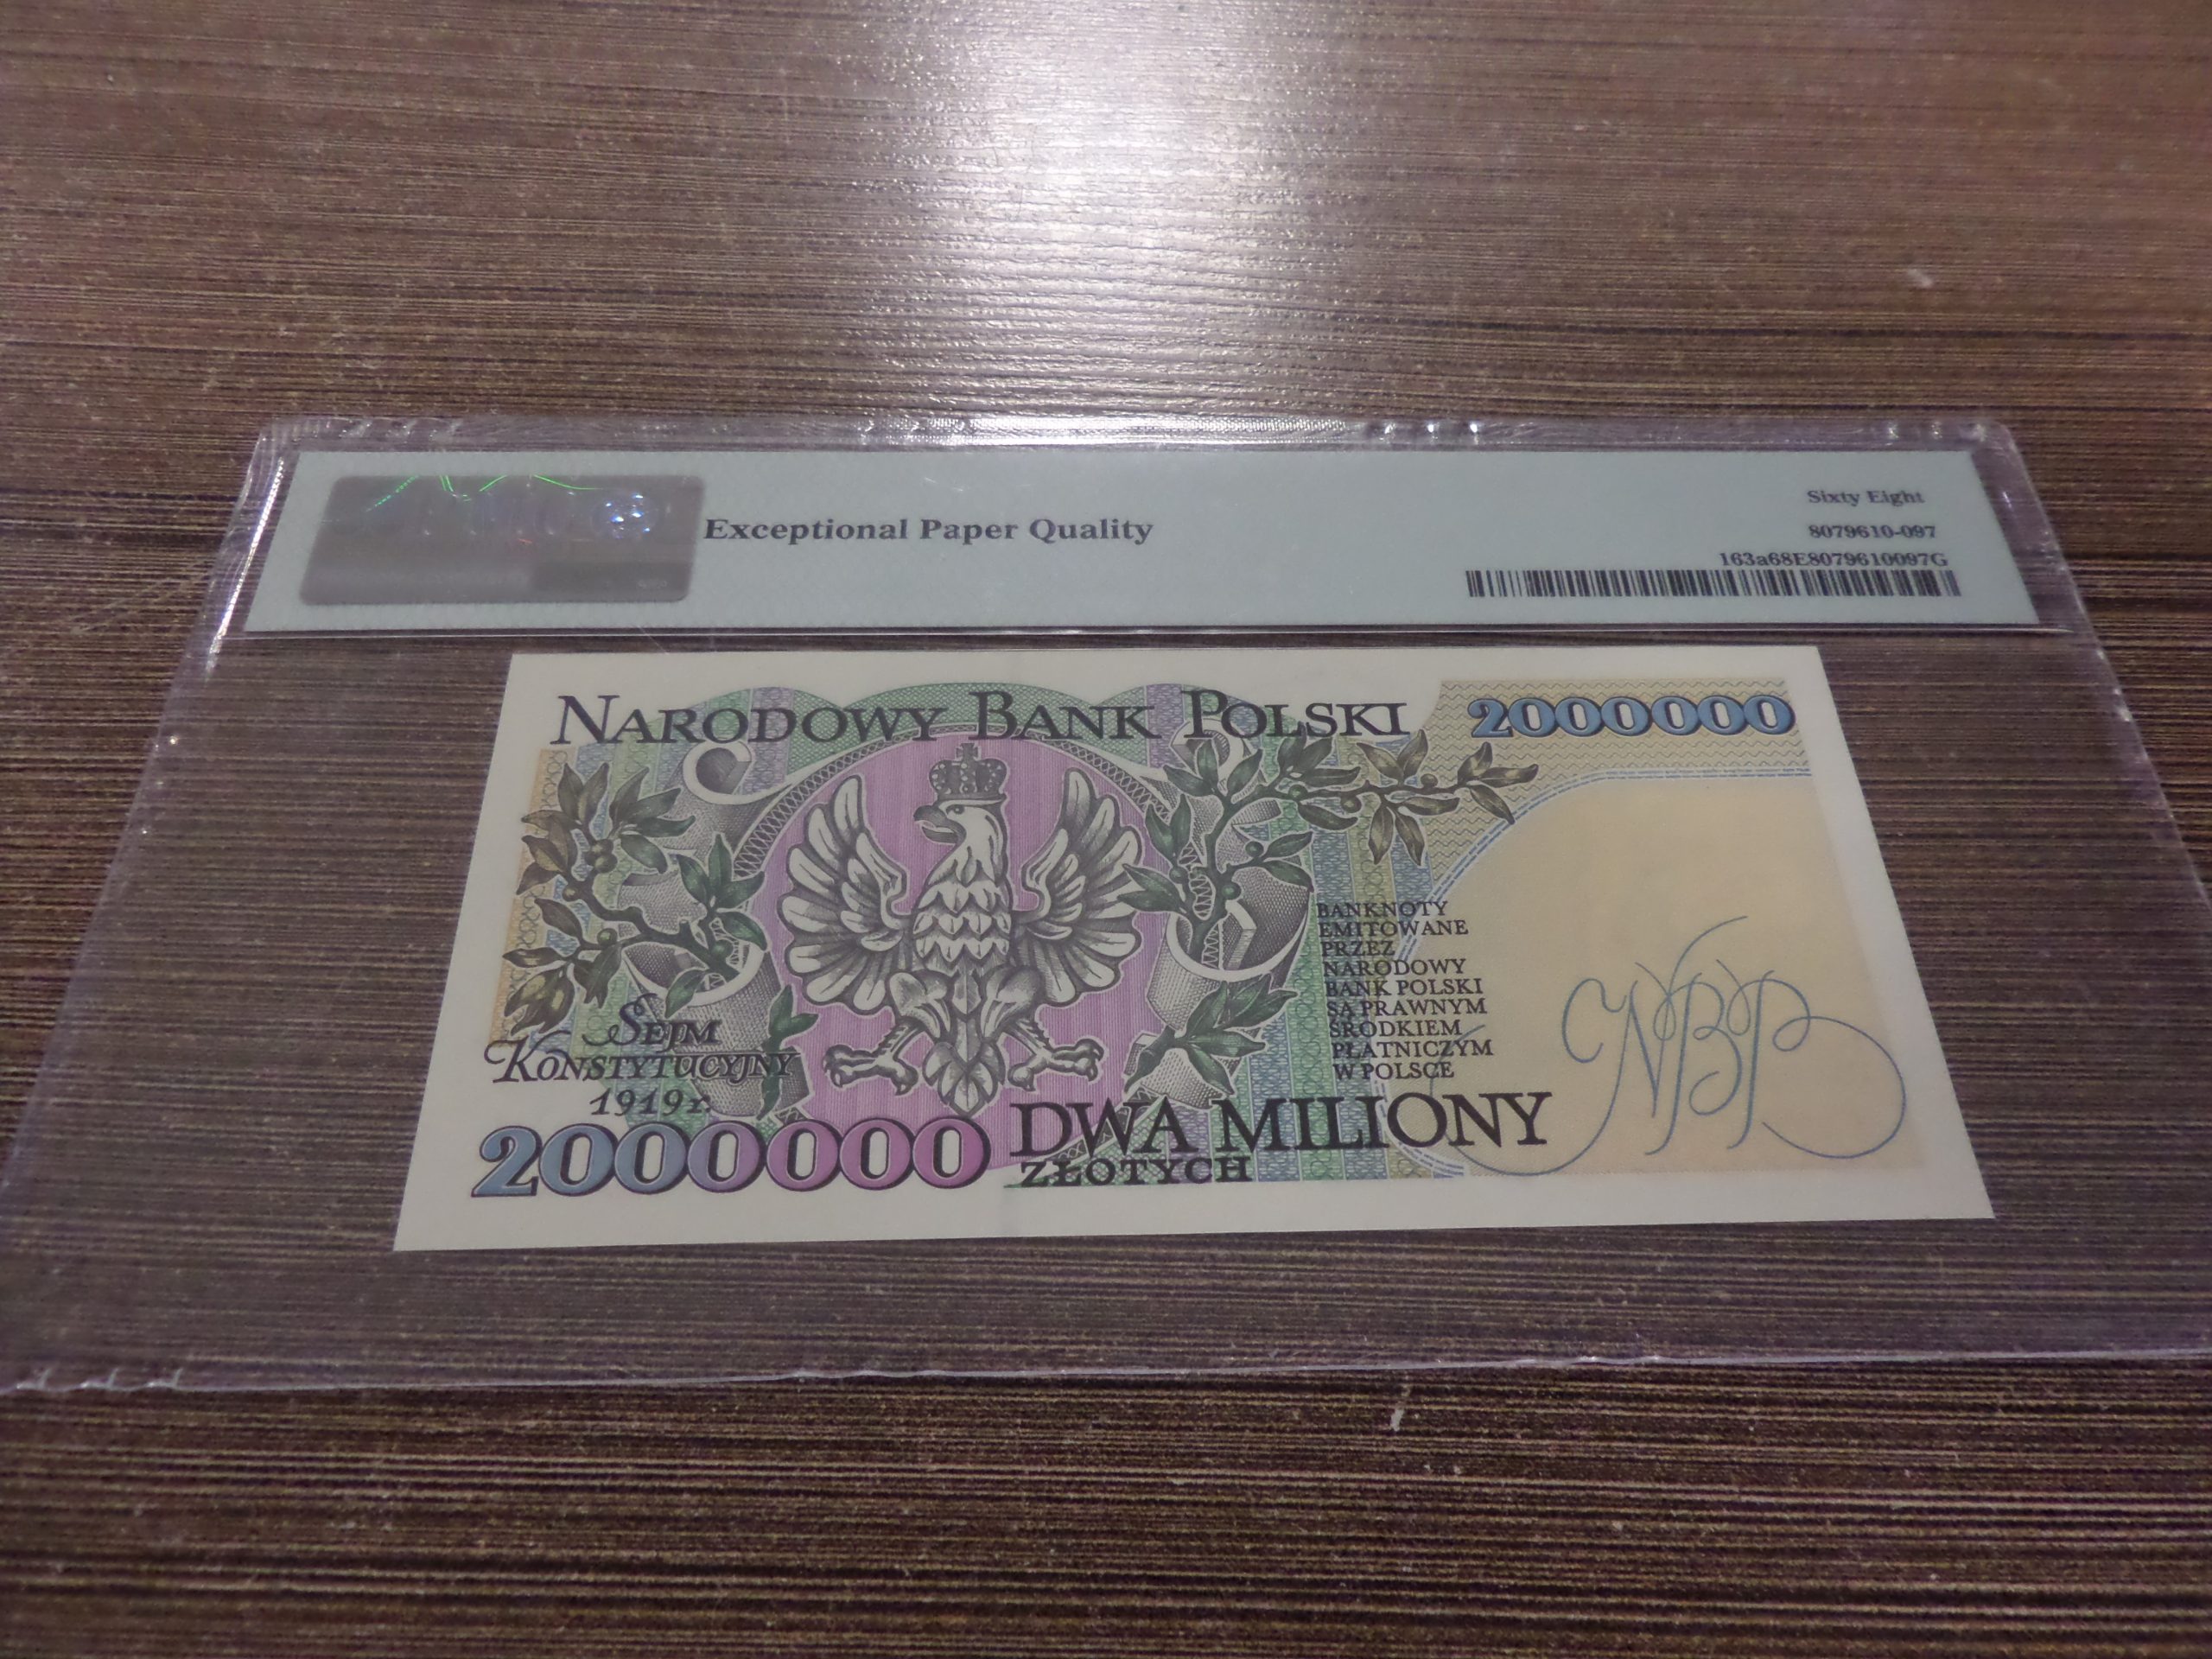 Exceptional Paper Quality
Sixty Eight
8079610-097
163a68E8079610097G
NARODOWY BANK POLSKI
2000000
BANKNOTY
EMITOWANE
PRZEZ
NARODOWY
BANK POLSKI
SĄ PRAWNYM
ŚRODKIEM
PŁATNICZYM
W POLSCE
NBP
SEJM
KONSTYTUCYJNY
1919 r.
2000000
DWA MILIONY
ZŁOTYCH